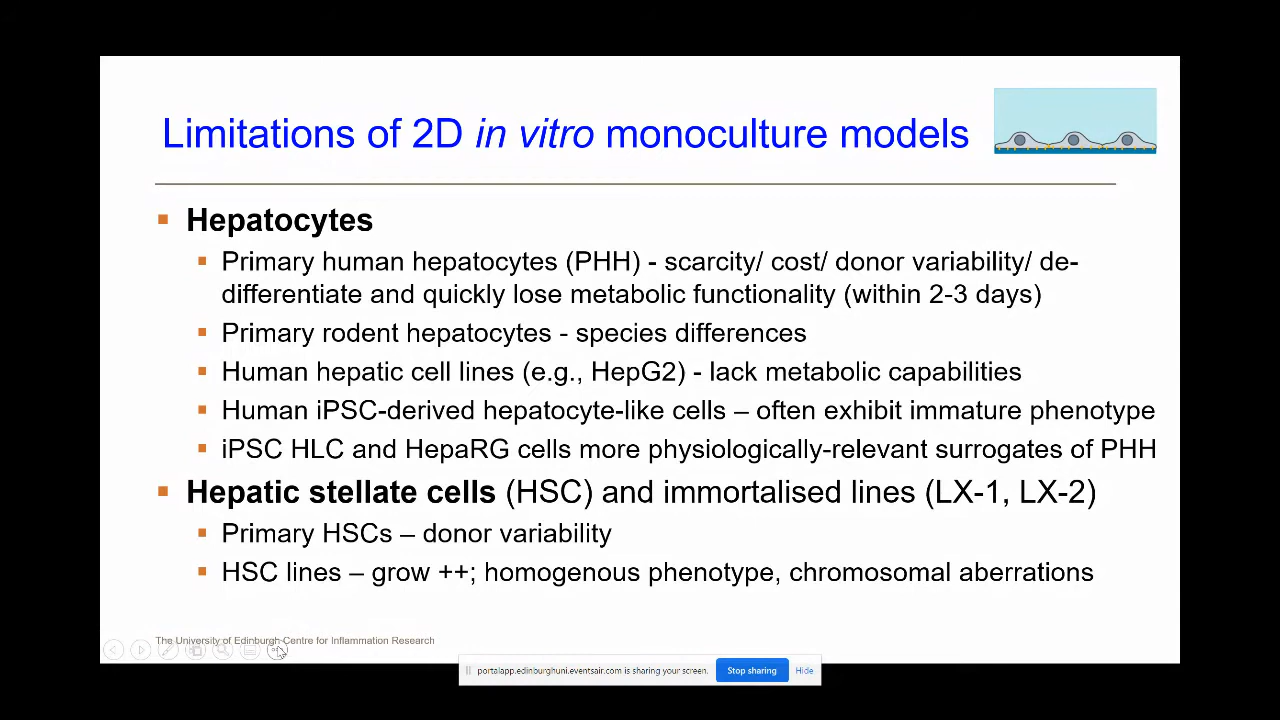 Limitations of 2D in vitro monoculture models
Hepatocytes
Primary human hepatocytes (PHH) - scarcity/ cost/ donor variability/ de-
differentiate and quickly lose metabolic functionality (within 2-3 days)
Primary rodent hepatocytes - species differences
Human hepatic cell lines (e.g., HepG2) - lack metabolic capabilities
Human iPSC-derived hepatocyte-like cells – often exhibit immature phenotype
iPSC HLC and HepaRG cells more physiologically-relevant surrogates of PHH
Hepatic stellate cells (HSC) and immortalised lines (LX-1, LX-2)
Primary HSCs – donor variability
HSC lines – grow ++; homogenous phenotype, chromosomal aberrations
The University of Edinburgh Centre for Inflammation Research
portalapp.edinburghuni.eventsair.com is sharing your screen.
Stop sharing
Hide